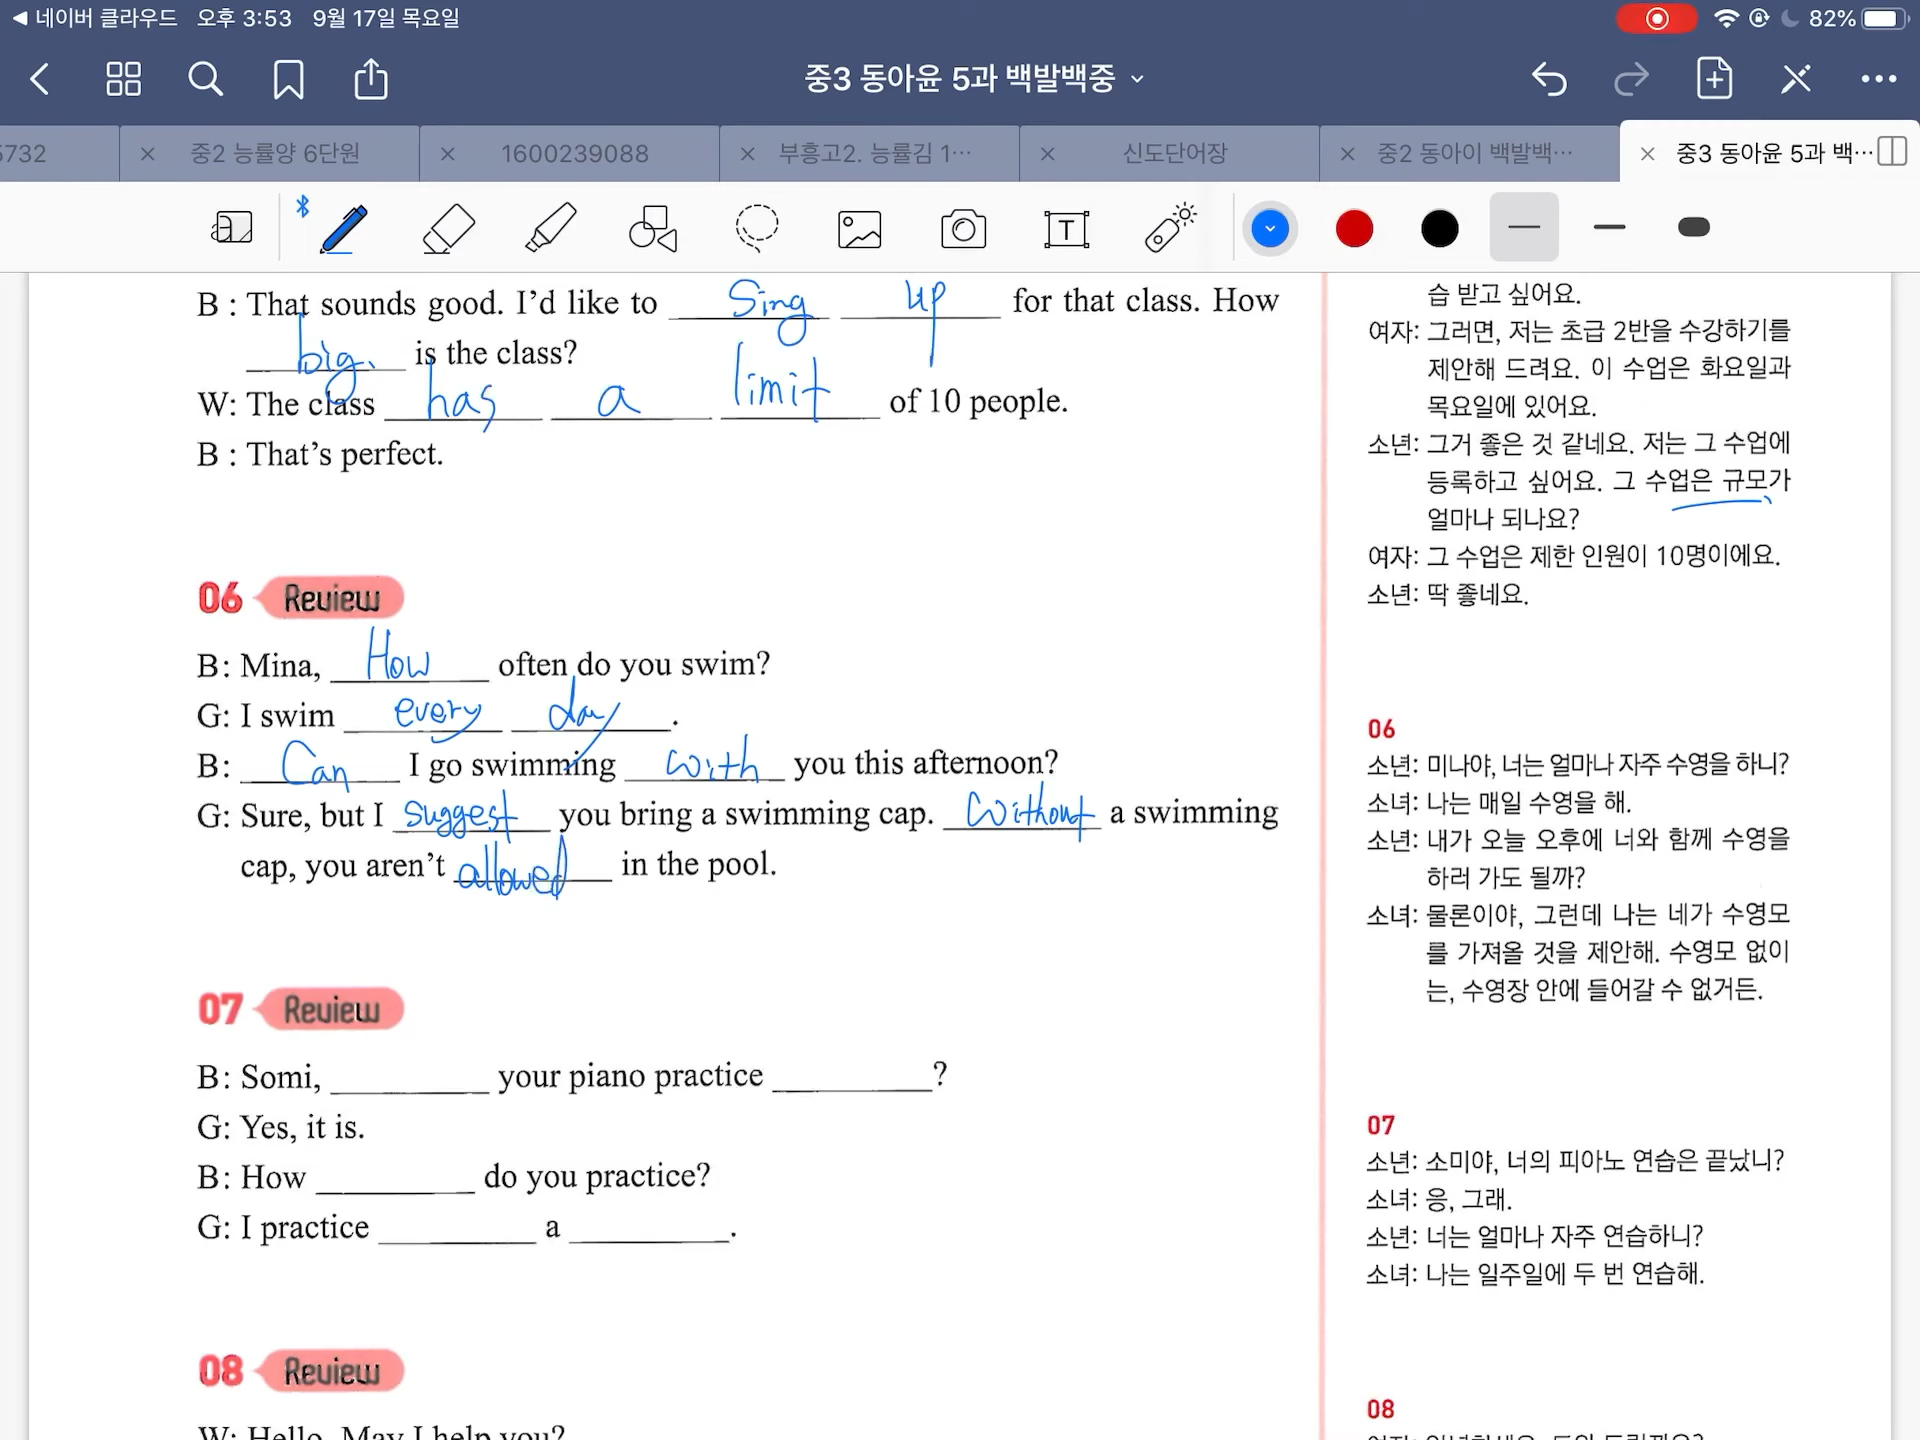 ◀ 네이버 클라우드 오후 3:53 9월 17일 목요일 82%
중3 동아윤 5과 백발백중
5732 × 중2 능률양 6단원 × 1600239088 × 부흥고2. 능률김 1··· × 신도단어장 × 중2 동아이 백발백··· × 중3 동아윤 5과 백···
T
B : That sounds good. I'd like to Sing up for that class. How
big. is the class?
W: The class has a limit of 10 people.
B : That's perfect.
06 Review
B: Mina, How often do you swim?
G: I swim every day.
B: Can I go swimming with you this afternoon?
G: Sure, but I suggest you bring a swimming cap. Without a swimming
cap, you aren't allowed in the pool.
07 Review
B: Somi, __________ your piano practice __________?
G: Yes, it is.
B: How __________ do you practice?
G: I practice __________ a __________.
08 Review
W: Hello. May I help you?
습 받고 싶어요.
여자: 그러면, 저는 초급 2반을 수강하기를
제안해 드려요. 이 수업은 화요일과
목요일에 있어요.
소년: 그거 좋은 것 같네요. 저는 그 수업에
등록하고 싶어요. 그 수업은 규모가
얼마나 되나요?
여자: 그 수업은 제한 인원이 10명이에요.
소년: 딱 좋네요.
06
소년: 미나야, 너는 얼마나 자주 수영을 하니?
소녀: 나는 매일 수영을 해.
소년: 내가 오늘 오후에 너와 함께 수영을
하러 가도 될까?
소녀: 물론이야, 그런데 나는 네가 수영모
를 가져올 것을 제안해. 수영모 없이
는, 수영장 안에 들어갈 수 없거든.
07
소년: 소미야, 너의 피아노 연습은 끝났니?
소녀: 응, 그래.
소년: 너는 얼마나 자주 연습하니?
소녀: 나는 일주일에 두 번 연습해.
08